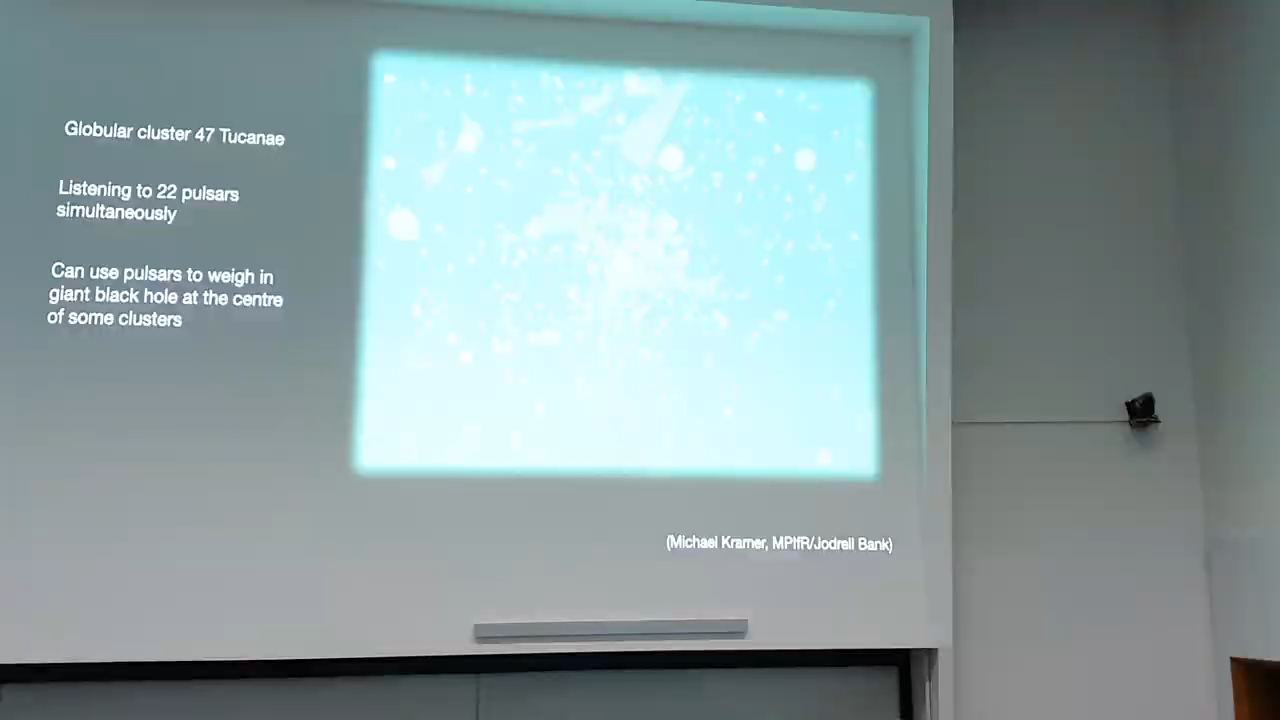 Globular cluster 47 Tucanae
Listening to 22 pulsars
simultaneously
Can use pulsars to weigh in
giant black hole at the centre
of some clusters
(Michael Kramer, MPIfR/Jodrell Bank)